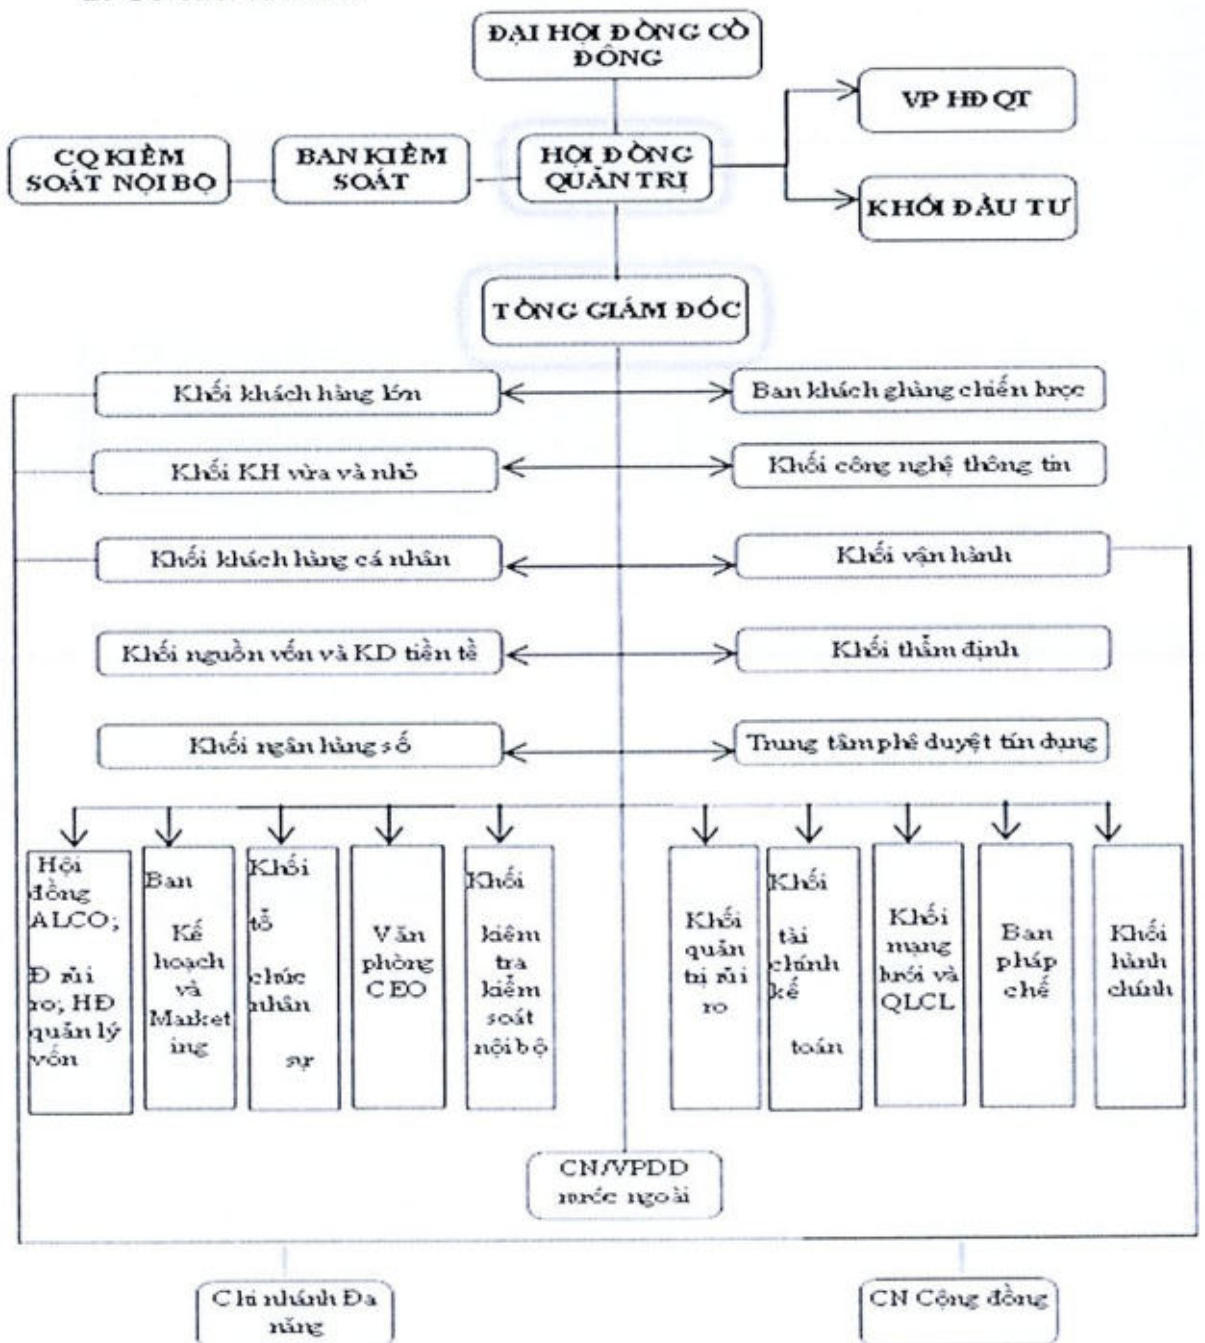 ĐẠI HỘI ĐỒNG CỔ
ĐÔNG
VP HĐQT
CQ KIỂM
SOÁT NỘI BỘ
BAN KIỂM
SOÁT
HỘI ĐỒNG
QUẢN TRỊ
KHỐI ĐẦU TƯ
TỔNG GIÁM ĐỐC
Khối khách hàng lớn
Ban khách ghàng chiến lược
Khối KH vừa và nhỏ
Khối công nghệ thông tin
Khối khách hàng cá nhân
Khối vận hành
Khối nguồn vốn và KD tiền tề
Khối thẩm định
Khối ngân hàng số
Trung tâm phê duyệt tín dụng
Hội
đồng
ALCO;
Đ rủi
ro; HĐ
quản lý
vốn
Ban
Kế
hoạch
và
Market
ing
Khối
tổ
chức
nhân
sự
Văn
phòng
CEO
Khối
kiêm
tra
kiểm
soát
nội bộ
Khối
quản
trị rủi
ro
Khối
tài
chính
kế
toán
Khối
mạng
lưới và
QLCL
Ban
pháp
chế
Khối
hành
chính
CN/VPDD
nước ngoài
Chi nhánh Đa
năng
CN Cộng đồng